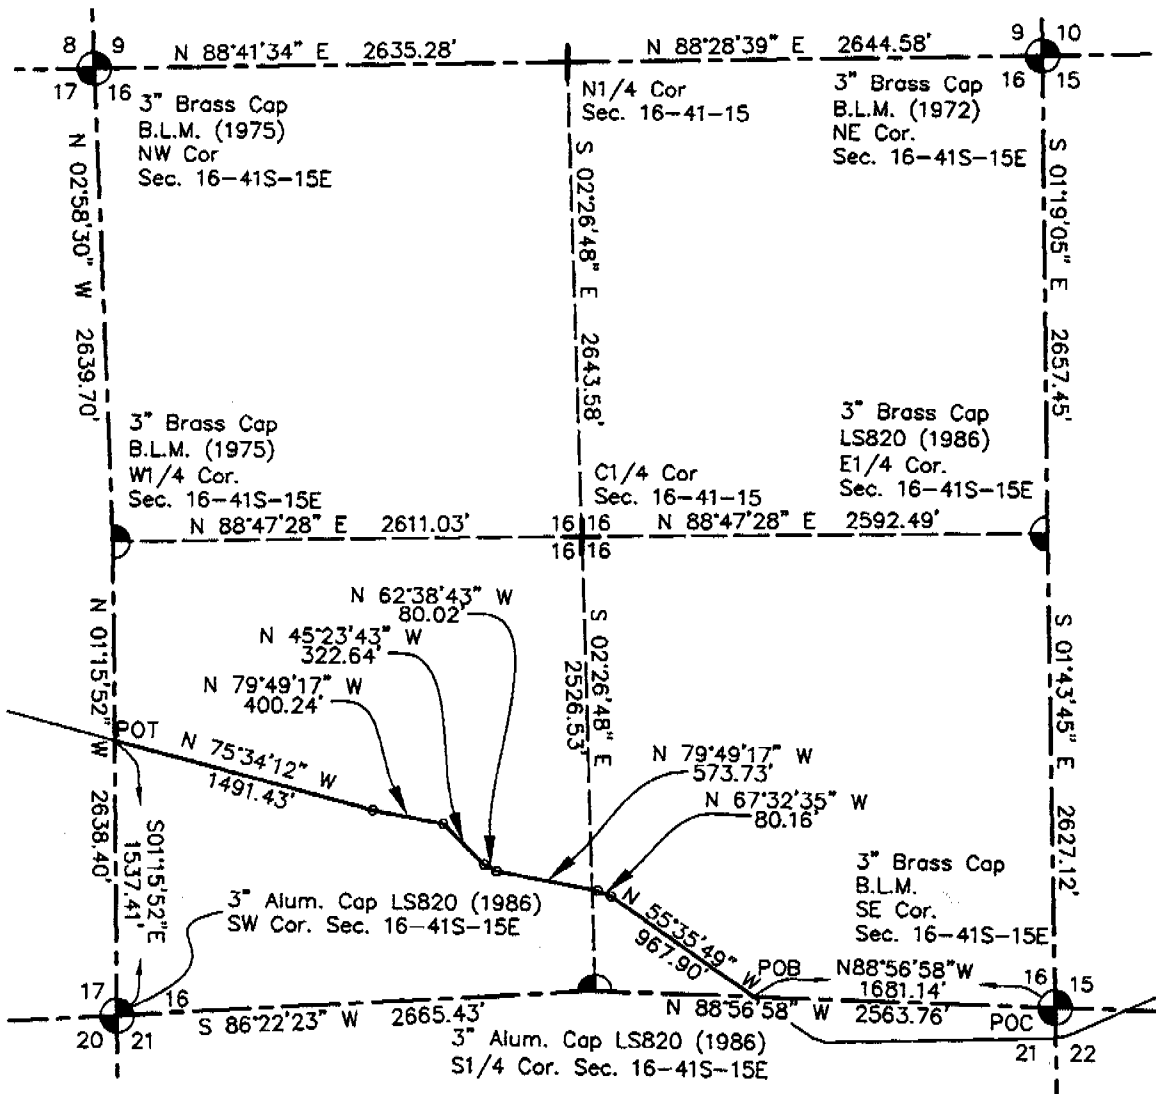 8 9
N 88°41'34" E 2635.28'
N 88°28'39" E 2644.58'
9 10
17 16
16 15
3" Brass Cap
B.L.M. (1975)
NW Cor
Sec. 16-41S-15E
N1/4 Cor
Sec. 16-41-15
3" Brass Cap
B.L.M. (1972)
NE Cor.
Sec. 16-41S-15E
N 02°58'30" W 2639.70'
S 02°26'48" E 2643.58'
S 01°19'05" E 2657.45'
3" Brass Cap
B.L.M. (1975)
W1/4 Cor.
Sec. 16-41S-15E
C1/4 Cor
Sec. 16-41-15
3" Brass Cap
LS820 (1986)
E1/4 Cor.
Sec. 16-41S-15E
N 88°47'28" E 2611.03'
16 16
16 16
N 88°47'28" E 2592.49'
N 62°38'43" W
80.02'
N 45°23'43" W
322.64'
N 79°49'17" W
400.24'
N 01°15'52" W 2638.40'
S 02°26'48" E
2526.53'
S 01°43'45" E 2627.12'
POT
N 75°34'12" W
1491.43'
N 79°49'17" W
573.73'
N 67°32'35" W
80.16'
S01°15'52"E
1537.41'
3" Alum. Cap LS820 (1986)
SW Cor. Sec. 16-41S-15E
N 55°35'49" W
967.90'
3" Brass Cap
B.L.M.
SE Cor.
Sec. 16-41S-15E
POB
N88°56'58"W
1681.14'
17 16
16 15
S 86°22'23" W 2665.43'
N 88°56'58" W 2563.76'
POC
20 21
21 22
3" Alum. Cap LS820 (1986)
S1/4 Cor. Sec. 16-41S-15E